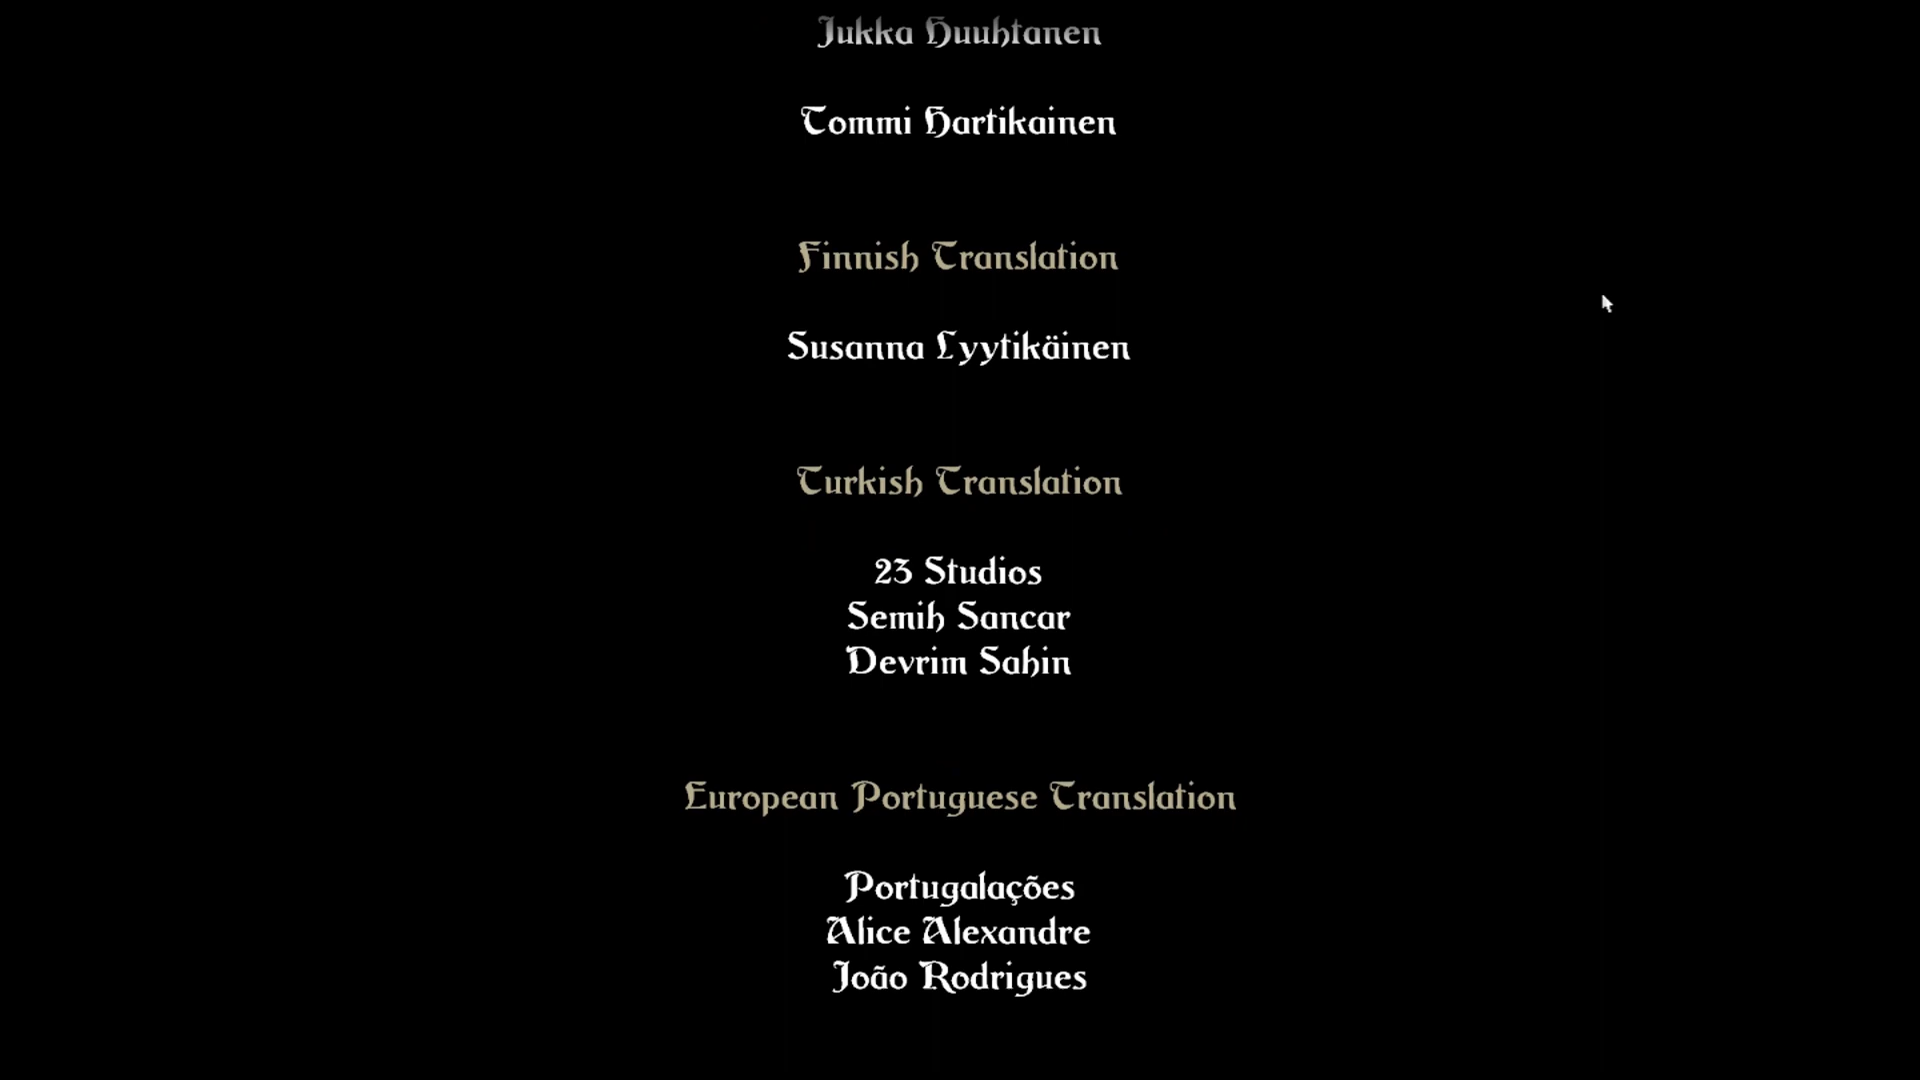 Jukka Huuhtanen
Tommi Hartikainen
Finnish Translation
Susanna Lyytikäinen
Turkish Translation
23 Studios
Semih Sancar
Devrim Sahin
European Portuguese Translation
Portugalações
Alice Alexandre
João Rodrigues